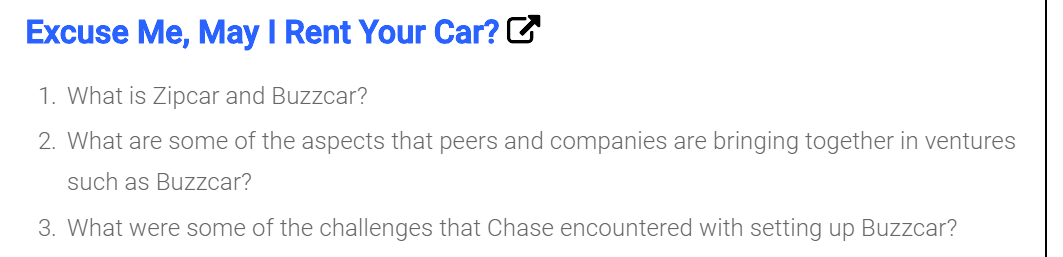 Excuse Me, May I Rent Your Car?
1. What is Zipcar and Buzzcar?
2. What are some of the aspects that peers and companies are bringing together in ventures
such as Buzzcar?
3. What were some of the challenges that Chase encountered with setting up Buzzcar?